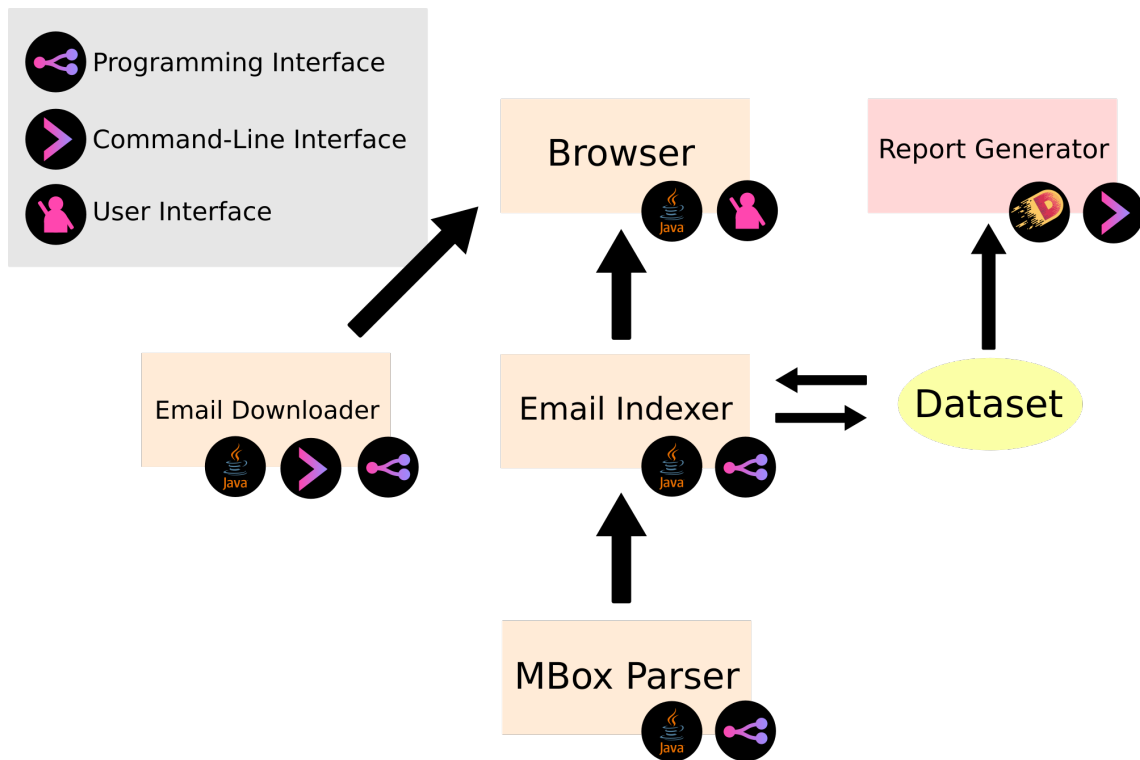 Programming Interface
Command-Line Interface
User Interface
Browser
Java
Report Generator
D
Email Downloader
Java
Email Indexer
Java
Dataset
MBox Parser
Java